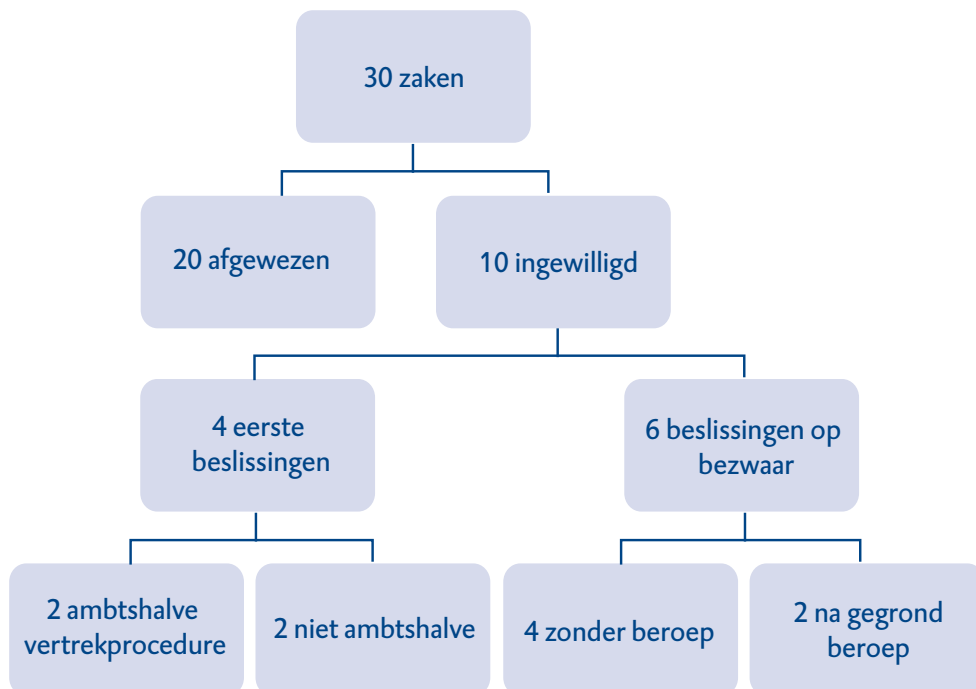 30 zaken
20 afgewezen
10 ingewilligd
4 eerste
beslissingen
6 beslissingen op
bezwaar
2 ambtshalve
vertrekprocedure
2 niet ambtshalve
4 zonder beroep
2 na gegrond
beroep